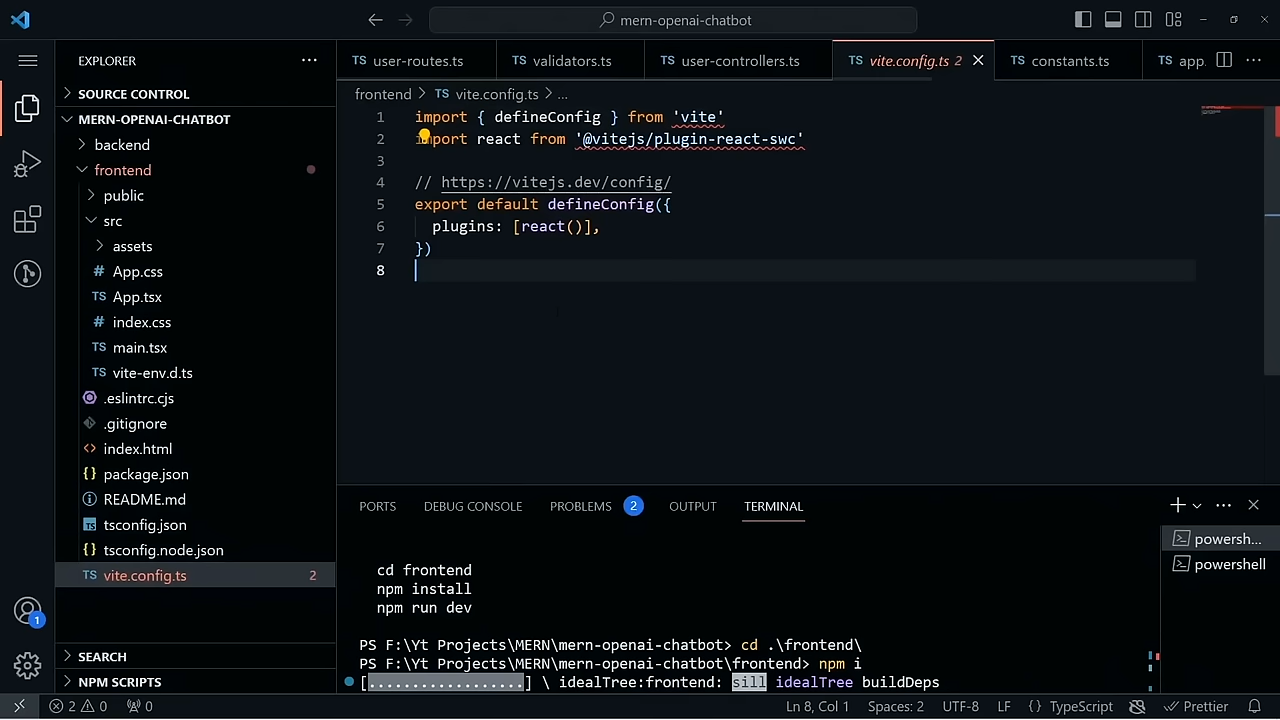 mern-openai-chatbot
EXPLORER
SOURCE CONTROL
MERN-OPENAI-CHATBOT
backend
frontend
public
src
assets
# App.css
TS App.tsx
# index.css
TS main.tsx
TS vite-env.d.ts
.eslintrc.cjs
.gitignore
<> index.html
{} package.json
README.md
TS tsconfig.json
{} tsconfig.node.json
TS vite.config.ts 2
SEARCH
NPM SCRIPTS
1
TS user-routes.ts
TS validators.ts
TS user-controllers.ts
TS vite.config.ts 2
TS constants.ts
TS app.
frontend > TS vite.config.ts > ...
1 import { defineConfig } from 'vite'
2 import react from '@vitejs/plugin-react-swc'
3
4 // https://vitejs.dev/config/
5 export default defineConfig({
6 plugins: [react()],
7 })
8
PORTS DEBUG CONSOLE PROBLEMS 2 OUTPUT TERMINAL
cd frontend
npm install
npm run dev
PS F:\Yt Projects\MERN\mern-openai-chatbot> cd .\frontend\
PS F:\Yt Projects\MERN\mern-openai-chatbot\frontend> npm i
[..................] \ idealTree:frontend: sill idealTree buildDeps
powersh...
powershell
2 0 0 Ln 8, Col 1 Spaces: 2 UTF-8 LF {} TypeScript Prettier